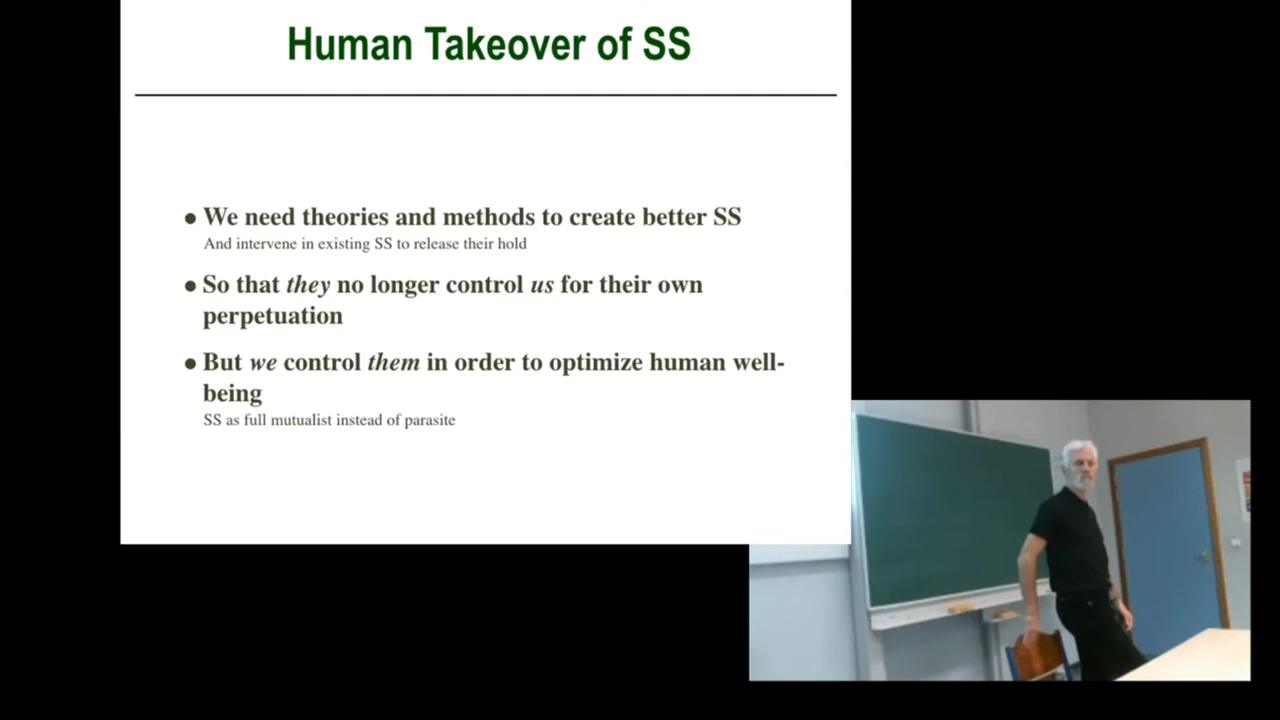 Human Takeover of SS
● We need theories and methods to create better SS
And intervene in existing SS to release their hold
● So that they no longer control us for their own
perpetuation
● But we control them in order to optimize human well-
being
SS as full mutualist instead of parasite